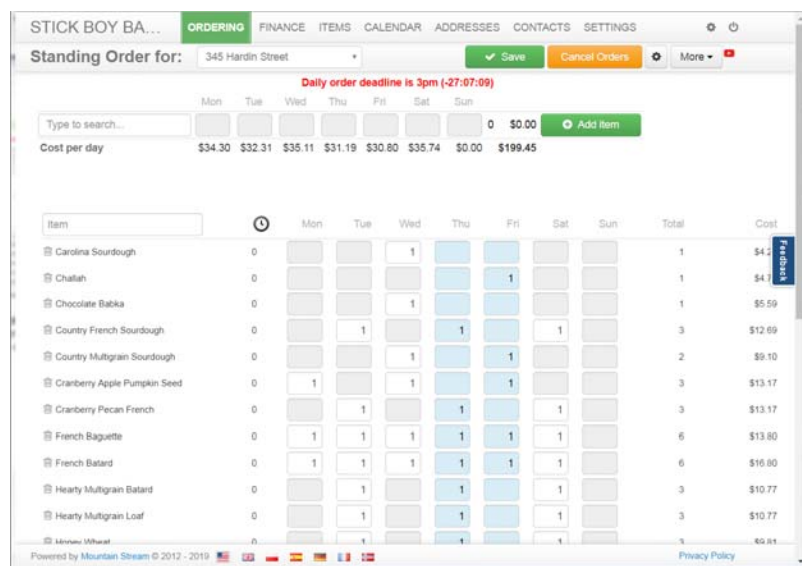 STICK BOY BA... ORDERING FINANCE ITEMS CALENDAR ADDRESSES CONTACTS SETTINGS
Standing Order for: 345 Hardin Street Save Cancel Orders More
Daily order deadline is 3pm (-27:07:09)
Mon Tue Wed Thu Fri Sat Sun
Type to search... 0 $0.00 Add item
Cost per day $34.30 $32.31 $35.11 $31.19 $30.80 $35.74 $0.00 $199.45
Item Mon Tue Wed Thu Fri Sat Sun Total Cost
Carolina Sourdough 0 1 1
Challah 0 1 1
Chocolate Babka 0 1 1 $5.59
Country French Sourdough 0 1 1 1 3 $12.69
Country Multigrain Sourdough 0 1 1 2 $9.10
Cranberry Apple Pumpkin Seed 0 1 1 1 3 $13.17
Cranberry Pecan French 0 1 1 1 3 $13.17
French Baguette 0 1 1 1 1 1 1 6 $13.80
French Batard 0 1 1 1 1 1 1 6 $16.80
Hearty Multigrain Batard 0 1 1 1 3 $10.77
Hearty Multigrain Loaf 0 1 1 1 3 $10.77
Honey Wheat 0 1 1 1 3 $9.81
Feedback
Powered by Mountain Stream © 2012 - 2019 Privacy Policy